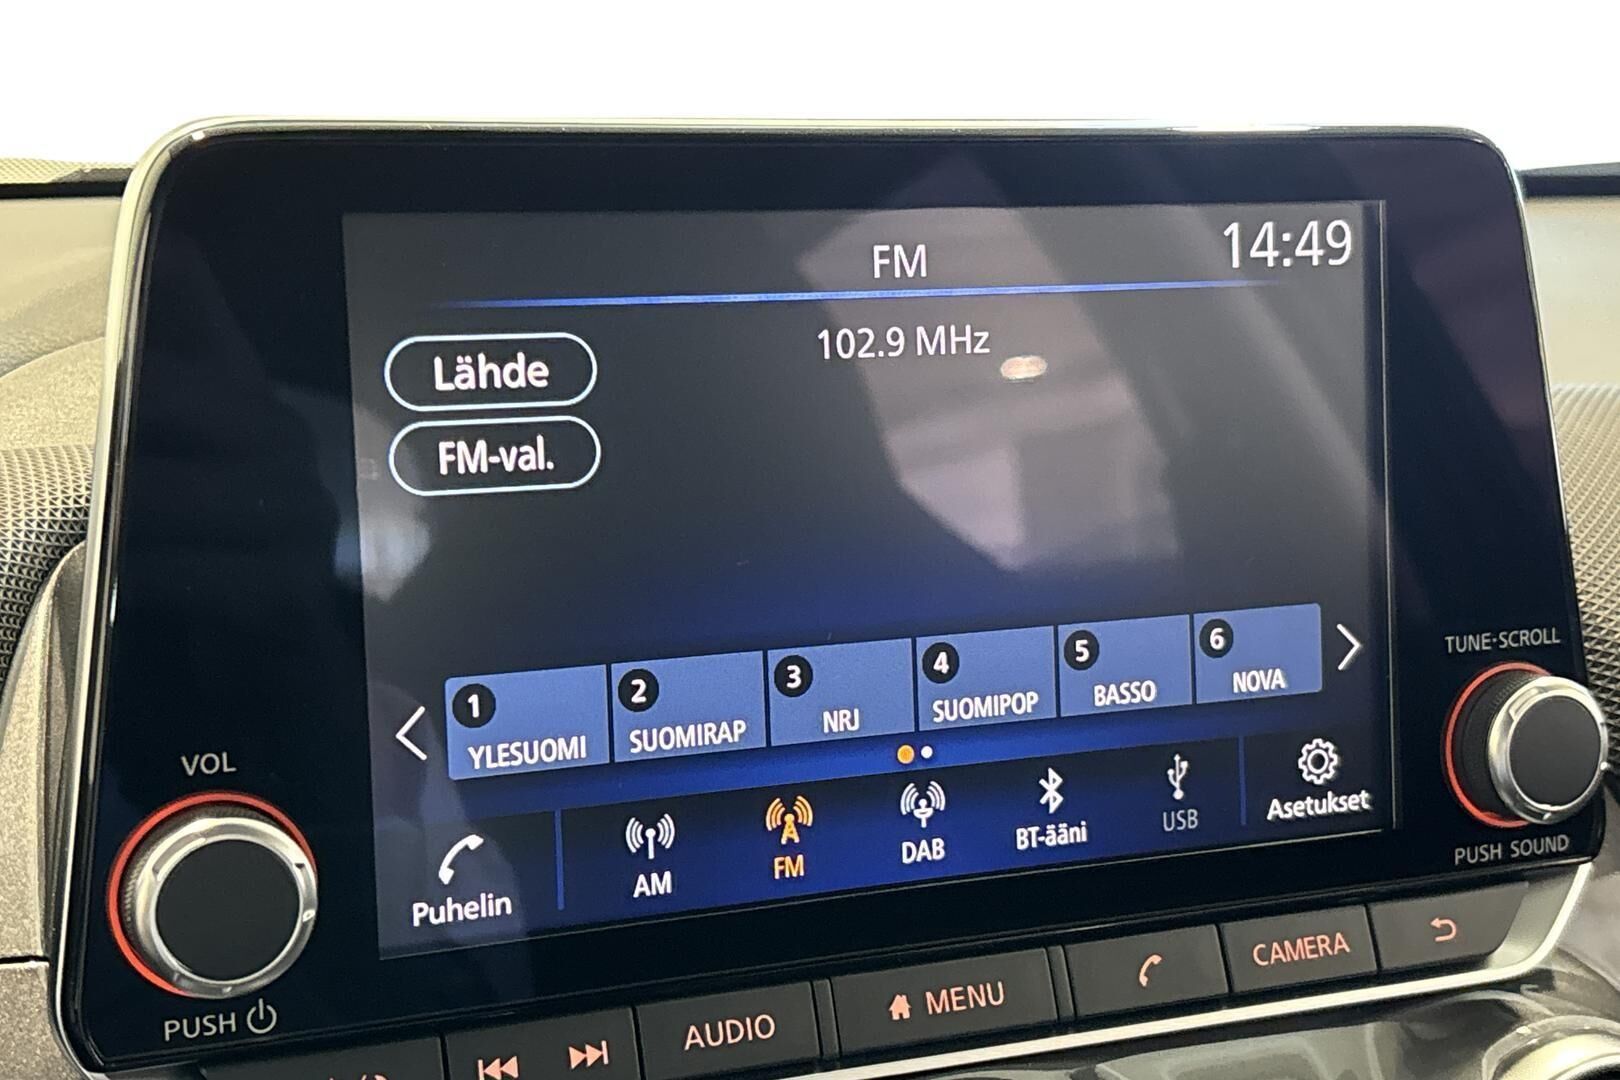 FM
14:49
102.9 MHz
Lähde
FM-val.
1 YLESUOMI
2 SUOMIRAP
3 NRJ
4 SUOMIPOP
5 BASSO
6 NOVA
Puhelin
AM
FM
DAB
BT-ääni
USB
Asetukset
VOL
PUSH
TUNE·SCROLL
PUSH SOUND
AUDIO
MENU
CAMERA